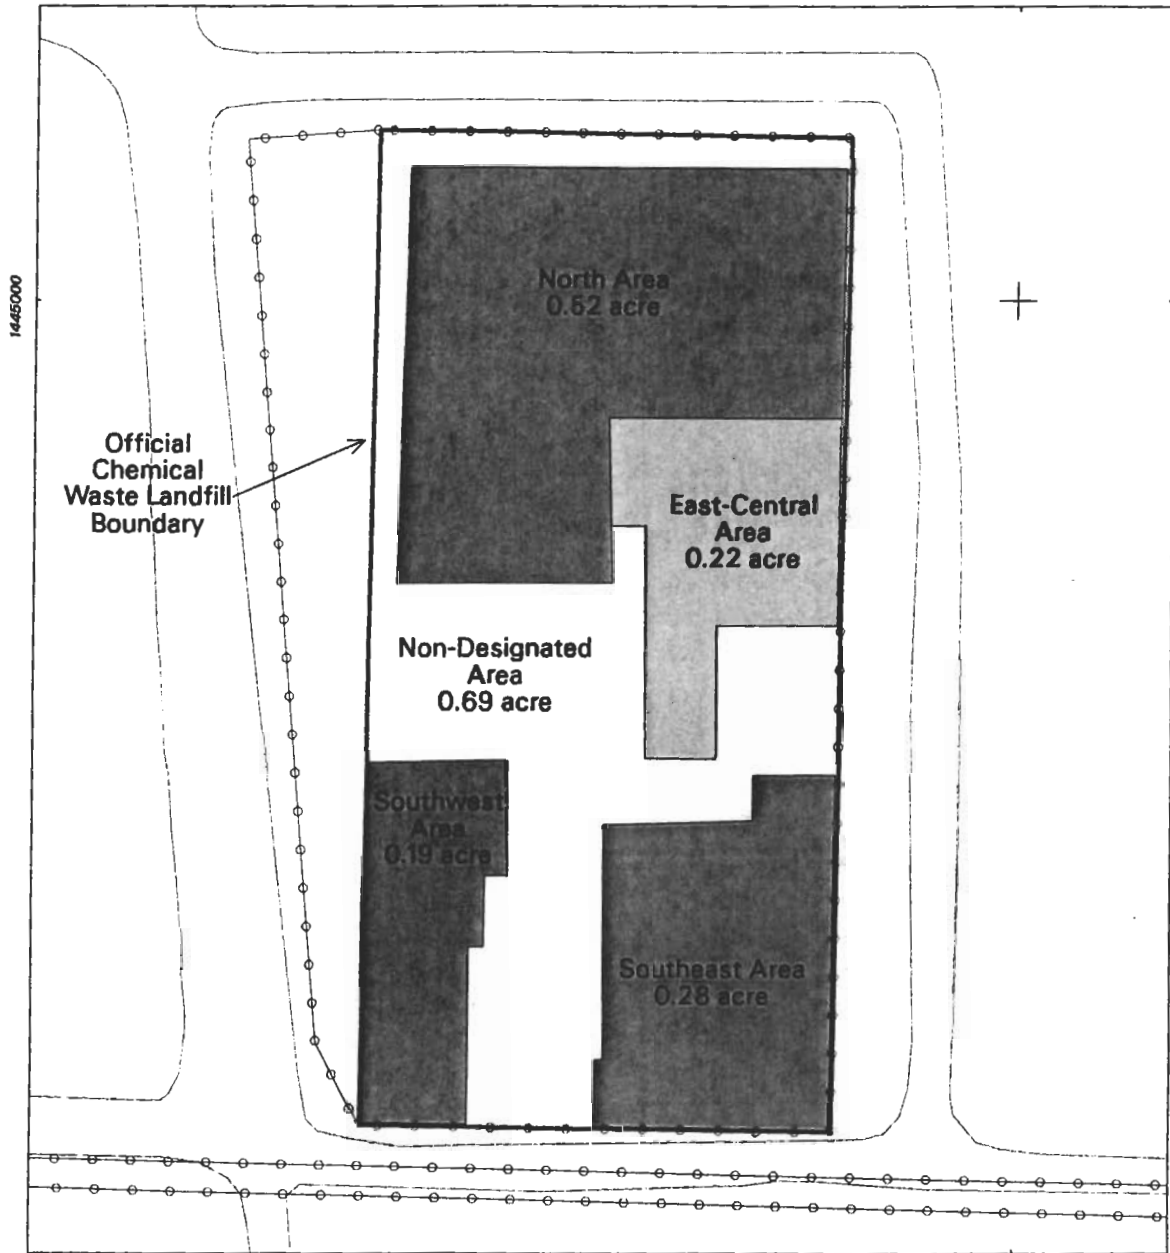 1445000
North Area
0.52 acre
Official
Chemical
Waste Landfill
Boundary
East-Central
Area
0.22 acre
Non-Designated
Area
0.69 acre
Southwest
Area
0.19 acre
Southeast Area
0.28 acre